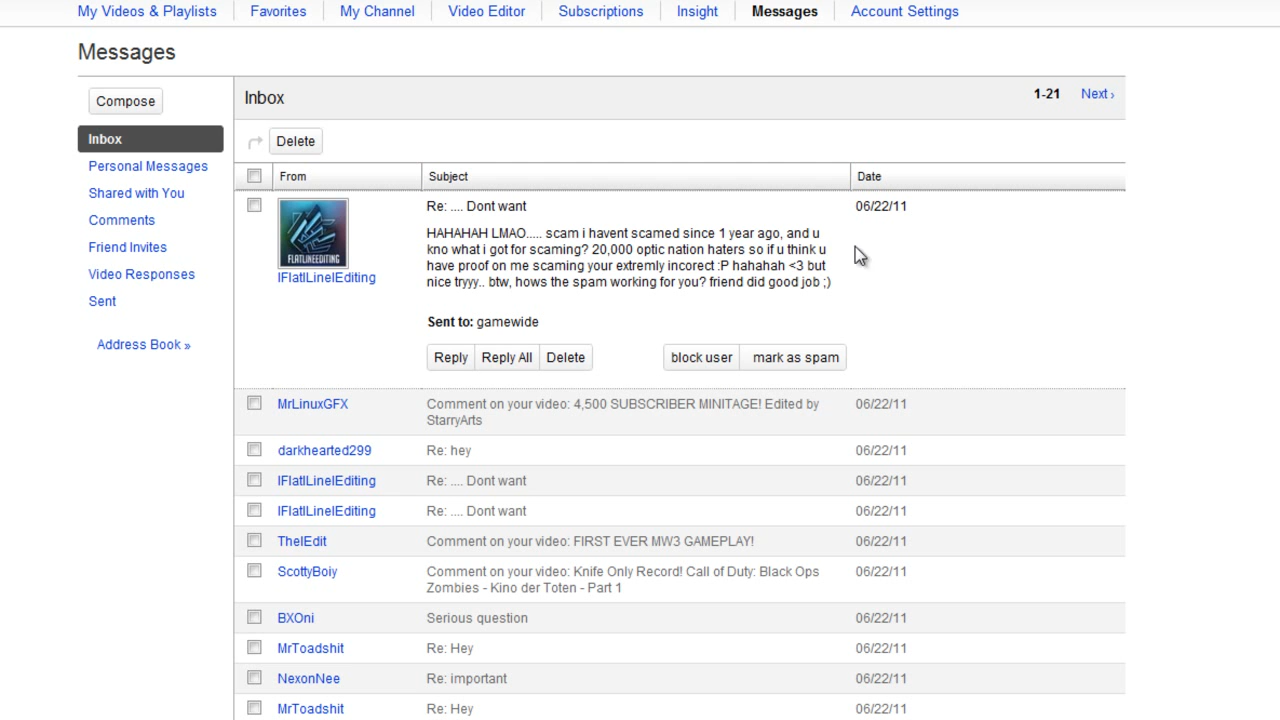 My Videos & Playlists Favorites My Channel Video Editor Subscriptions Insight Messages Account Settings
Messages
Compose
Inbox
Personal Messages
Shared with You
Comments
Friend Invites
Video Responses
Sent
Address Book »
Inbox 1-21 Next ›
Delete
From Subject Date
FLATLINEEDITING
IFlatlLinelEditing
Re: .... Dont want 06/22/11
HAHAHAH LMAO..... scam i havent scamed since 1 year ago, and u
kno what i got for scaming? 20,000 optic nation haters so if u think u
have proof on me scaming your extremly incorect :P hahahah <3 but
nice tryyy.. btw, hows the spam working for you? friend did good job ;)
Sent to: gamewide
Reply Reply All Delete block user mark as spam
MrLinuxGFX Comment on your video: 4,500 SUBSCRIBER MINITAGE! Edited by 06/22/11
StarryArts
darkhearted299 Re: hey 06/22/11
IFlatlLinelEditing Re: .... Dont want 06/22/11
IFlatlLinelEditing Re: .... Dont want 06/22/11
TheIEdit Comment on your video: FIRST EVER MW3 GAMEPLAY! 06/22/11
ScottyBoiy Comment on your video: Knife Only Record! Call of Duty: Black Ops 06/22/11
Zombies - Kino der Toten - Part 1
BXOni Serious question 06/22/11
MrToadshit Re: Hey 06/22/11
NexonNee Re: important 06/22/11
MrToadshit Re: Hey 06/22/11